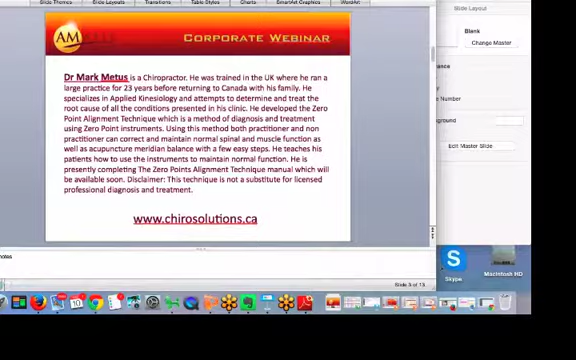 Slide Themes Slide Layouts Transitions Table Styles Charts SmartArt Graphics WordArt
Slide Layout
Blank
Change Master
CORPORATE WEBINAR
Dr Mark Metus is a Chiropractor. He was trained in the UK where he ran a
large practice for 23 years before returning to Canada with his family. He
specializes in Applied Kinesiology and attempts to determine and treat the
root cause of all the conditions presented in his clinic. He developed the Zero
Point Alignment Technique which is a method of diagnosis and treatment
using Zero Point instruments. Using this method both practitioner and non
practitioner can correct and maintain normal spinal and muscle function as
well as acupuncture meridian balance with a few easy steps. He teaches his
patients how to use the instruments to maintain normal function. He is
presently completing The Zero Points Alignment Technique manual which will
be available soon. Disclaimer: This technique is not a substitute for licensed
professional diagnosis and treatment.
www.chirosolutions.ca
Number
Edit Master Slide
notes
Slide 3 of 13
Skype
Macintosh HD